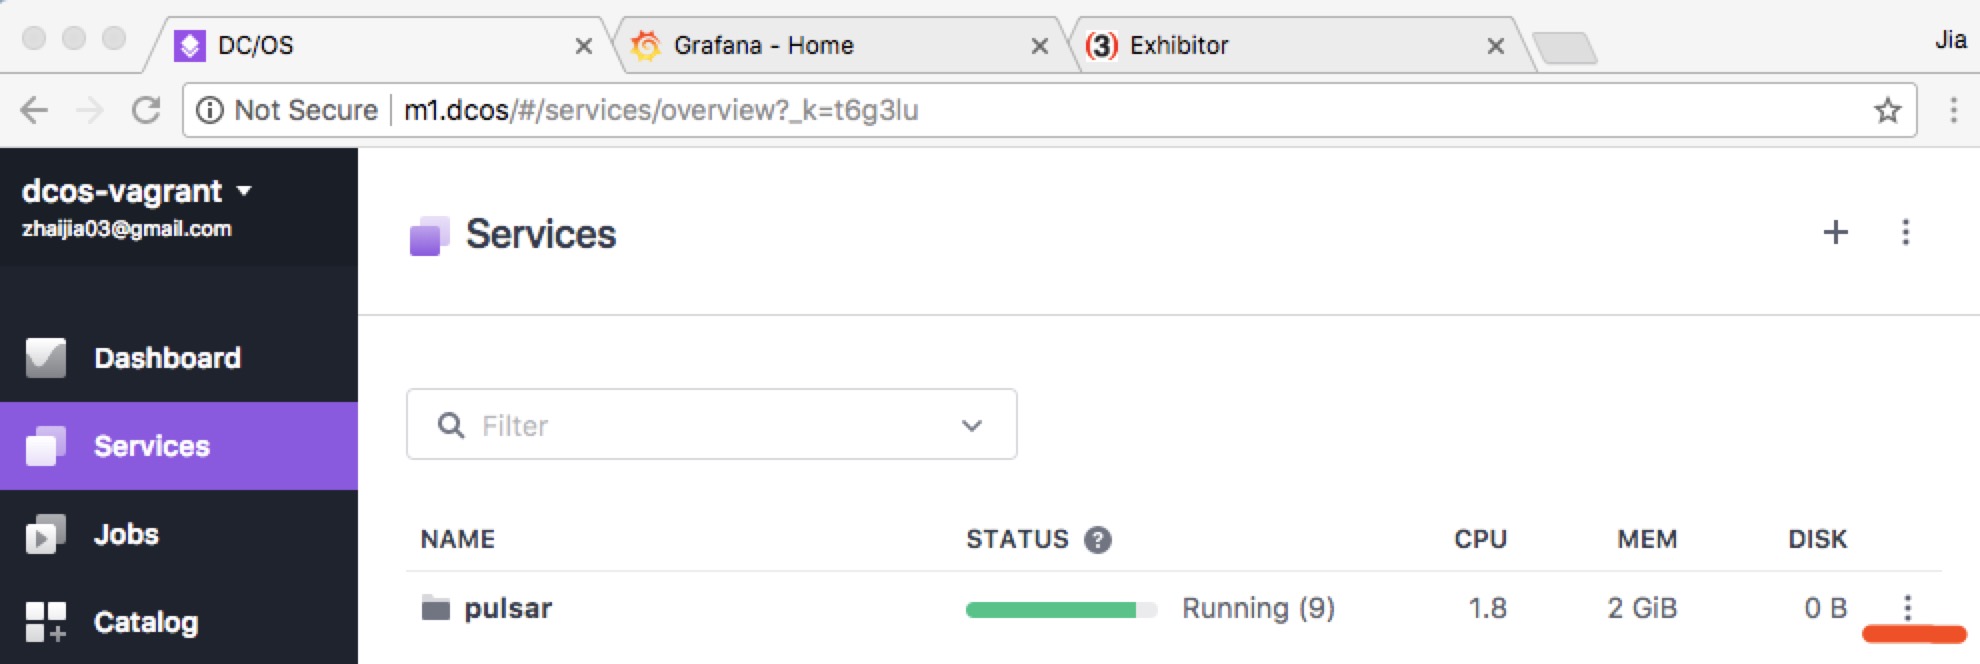 DC/OS
Grafana - Home
(3) Exhibitor
Jia
Not Secure | m1.dcos/#/services/overview?_k=t6g3lu
dcos-vagrant
zhaijia03@gmail.com
Services
Dashboard
Services
Jobs
Catalog
Filter
NAME STATUS ? CPU MEM DISK
pulsar Running (9) 1.8 2 GiB 0 B